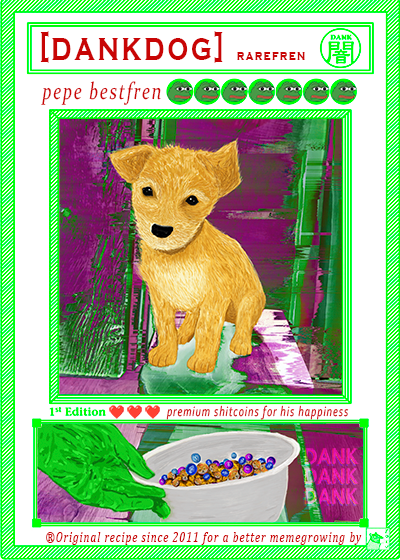 [DANKDOG] RAREFREN
DANK
闇
pepe bestfren
1st Edition ❤️❤️❤️ premium shitcoins for his happiness
DANK
DANK
DANK
®Original recipe since 2011 for a better memegrowing by